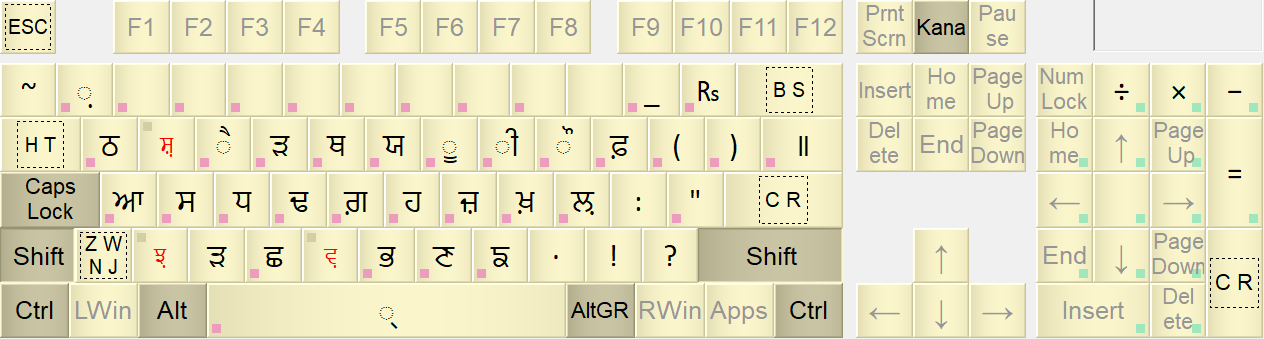 ESC F1 F2 F3 F4 F5 F6 F7 F8 F9 F10 F11 F12 Prnt Scrn Kana Pau se
~ ਼ _ ₨ B S Insert Ho me Page Up Num Lock ÷ × −
H T ਠ ਸ਼ ੈ ੜ ਥ ਯ ੂ ੀ ੌ ਫ਼ ( ) ॥ Del ete End Page Down Ho me ↑ Page Up =
Caps Lock ਆ ਸ ਧ ਢ ਗ਼ ਹ ਜ਼ ਖ਼ ਲ਼ : " C R ← →
Shift Z W N J ੜ ਛ ਭ ਣ · ! ? Shift ↑ End ↓ Page Down C R
Ctrl LWin Alt ੍ AltGR RWin Apps Ctrl ← ↓ → Insert Del ete